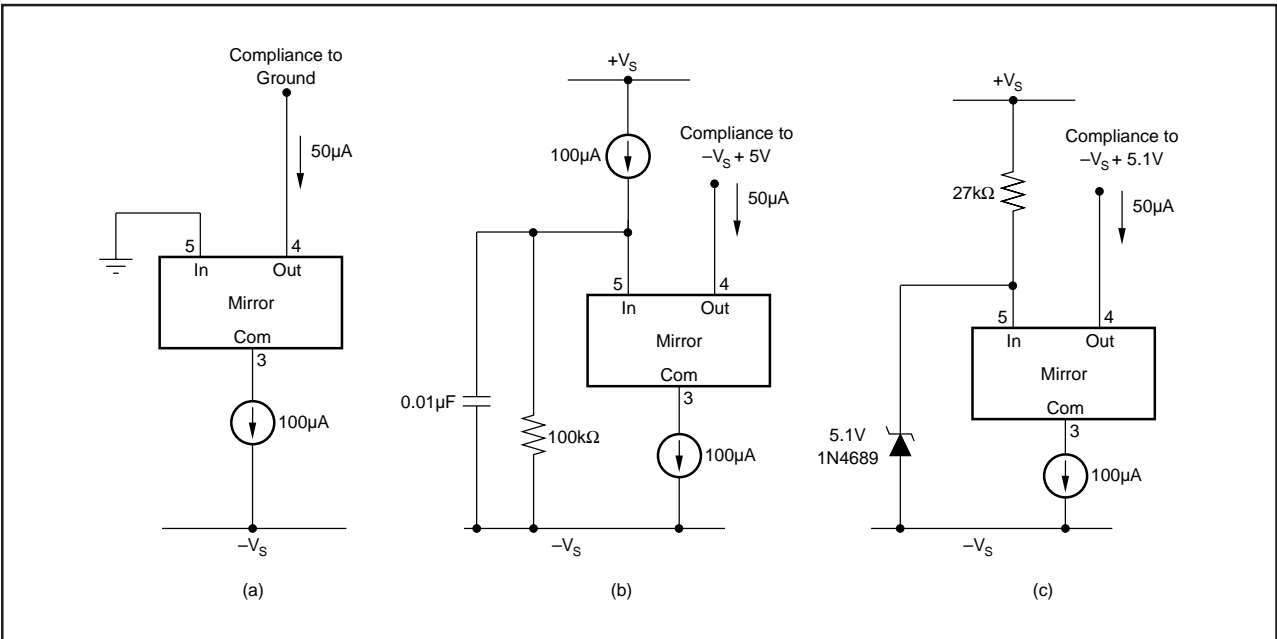 Compliance to
Ground
50µA
5
4
In
Out
Mirror
Com
3
100µA
–VS
(a)
+VS
100µA
Compliance to
–VS + 5V
50µA
5
4
In
Out
Mirror
Com
3
0.01µF
100kΩ
100µA
–VS
(b)
+VS
27kΩ
Compliance to
–VS + 5.1V
50µA
5
4
In
Out
Mirror
Com
3
5.1V
1N4689
100µA
–VS
(c)